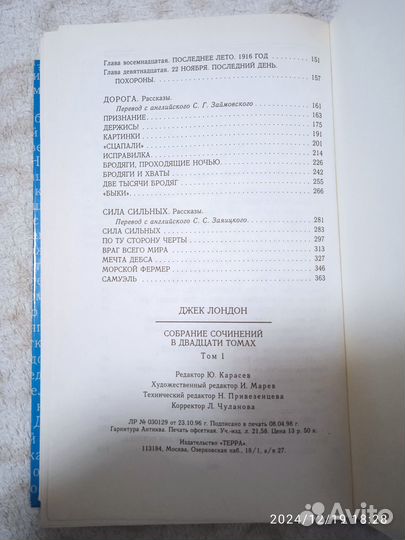 Глава восемнадцатая. ПОСЛЕДНЕЕ ЛЕТО. 1916 ГОД 151
Глава девятнадцатая. 22 НОЯБРЯ. ПОСЛЕДНИЙ ДЕНЬ.
ПОХОРОНЫ. 157
ДОРОГА. Рассказы.
Перевод с английского С. Г. Займовского 161
ПРИЗНАНИЕ 163
ДЕРЖИСЬ! 175
КАРТИНКИ 191
«СЦАПАЛИ» 201
ИСПРАВИЛКА 214
БРОДЯГИ, ПРОХОДЯЩИЕ НОЧЬЮ 226
БРОДЯГИ И ХВАТЫ 242
ДВЕ ТЫСЯЧИ БРОДЯГ 255
«БЫКИ» 266
СИЛА СИЛЬНЫХ. Рассказы.
Перевод с английского С. С. Заяицкого 281
СИЛА СИЛЬНЫХ 283
ПО ТУ СТОРОНУ ЧЕРТЫ 297
ВРАГ ВСЕГО МИРА 313
МЕЧТА ДЕБСА 327
МОРСКОЙ ФЕРМЕР 346
САМУЭЛЬ 363
ДЖЕК ЛОНДОН
СОБРАНИЕ СОЧИНЕНИЙ
В ДВАДЦАТИ ТОМАХ
Том 1
Редактор Ю. Карасев
Художественный редактор И. Марев
Технический редактор Н. Привезенцева
Корректор Л. Чуланова
ЛР № 030129 от 23.10.96 г. Подписано в печать 08.04.98 г.
Гарнитура Антиква. Печать офсетная. Уч.-изд. л. 21,56. Цена 13 р. 50 к.
Издательство «ТЕРРА».
113184, Москва, Озерковская наб., 18/1, а/я 27.
Avito
2024/12/19 18:28